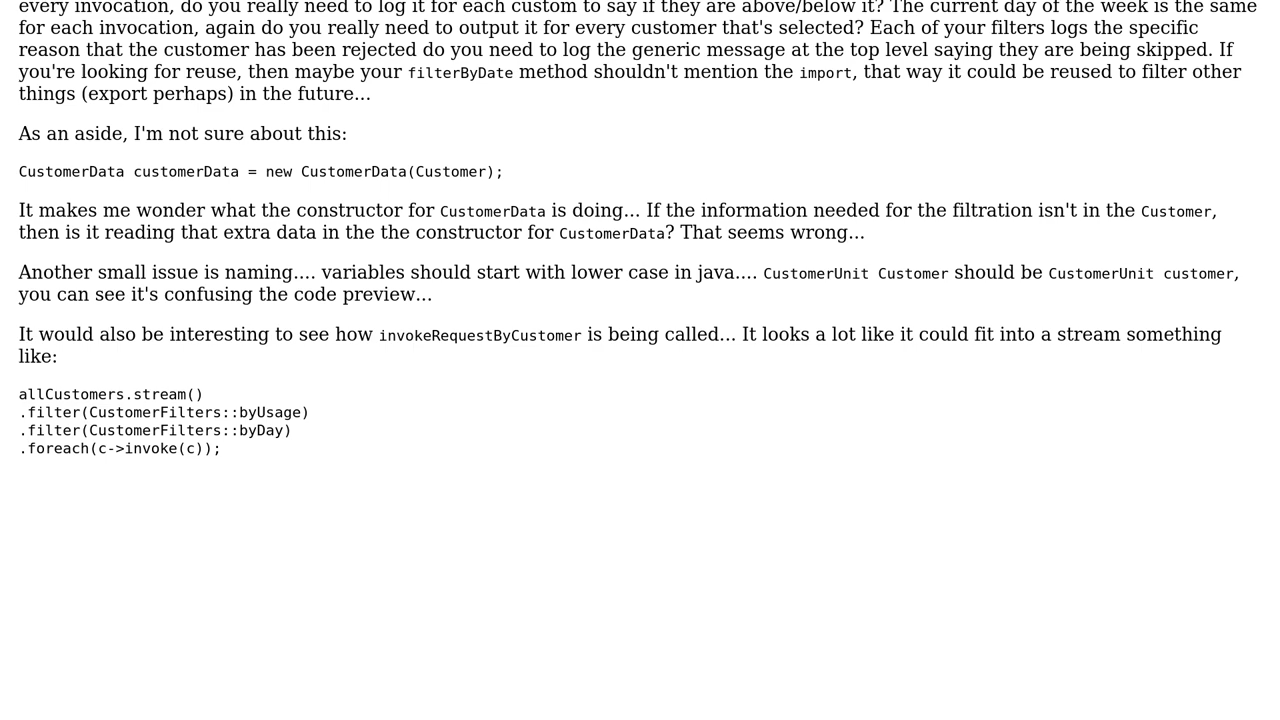 every invocation, do you really need to log it for each custom to say if they are above/below it? The current day of the week is the same
for each invocation, again do you really need to output it for every customer that's selected? Each of your filters logs the specific
reason that the customer has been rejected do you need to log the generic message at the top level saying they are being skipped. If
you're looking for reuse, then maybe your filterByDate method shouldn't mention the import, that way it could be reused to filter other
things (export perhaps) in the future...
As an aside, I'm not sure about this:
CustomerData customerData = new CustomerData(Customer);
It makes me wonder what the constructor for CustomerData is doing... If the information needed for the filtration isn't in the Customer,
then is it reading that extra data in the the constructor for CustomerData? That seems wrong...
Another small issue is naming.... variables should start with lower case in java.... CustomerUnit Customer should be CustomerUnit customer,
you can see it's confusing the code preview...
It would also be interesting to see how invokeRequestByCustomer is being called... It looks a lot like it could fit into a stream something
like:
allCustomers.stream()
.filter(CustomerFilters::byUsage)
.filter(CustomerFilters::byDay)
.foreach(c->invoke(c));